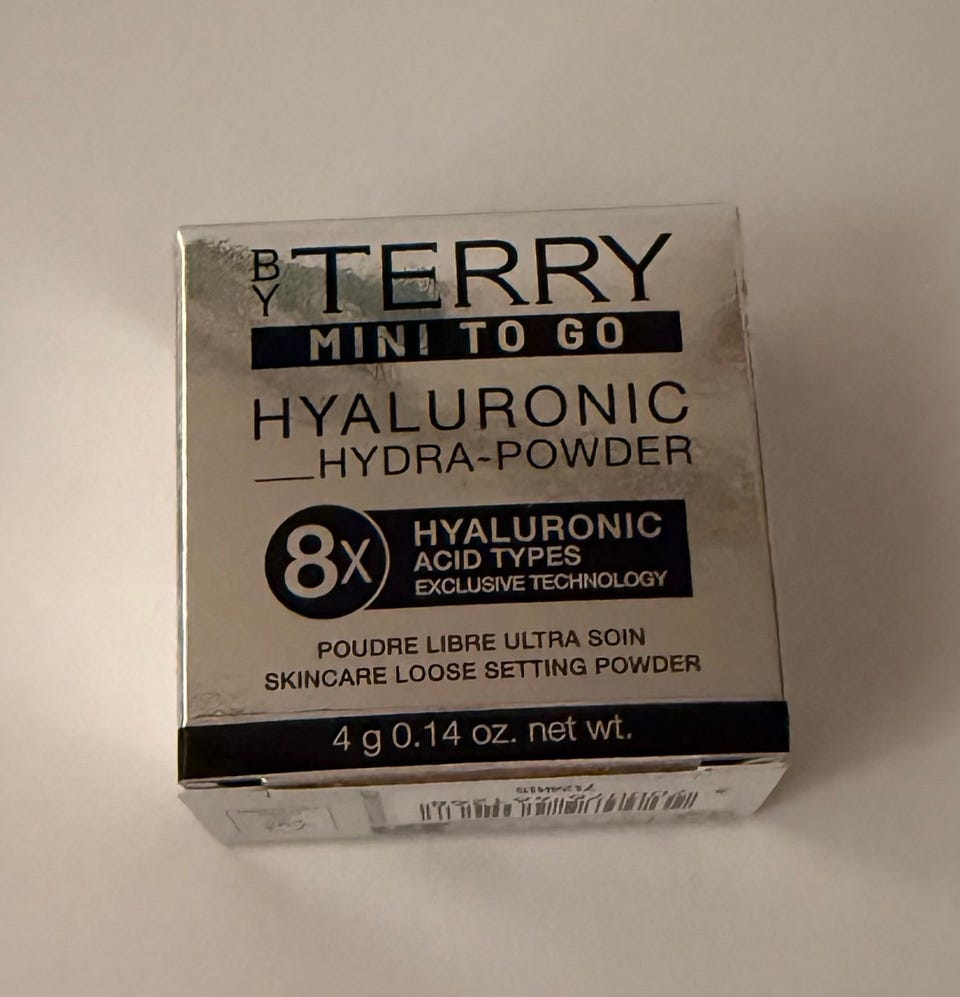 BY TERRY
MINI TO GO
HYALURONIC
__HYDRA-POWDER
8X HYALURONIC
ACID TYPES
EXCLUSIVE TECHNOLOGY
POUDRE LIBRE ULTRA SOIN
SKINCARE LOOSE SETTING POWDER
4 g 0.14 oz. net wt.